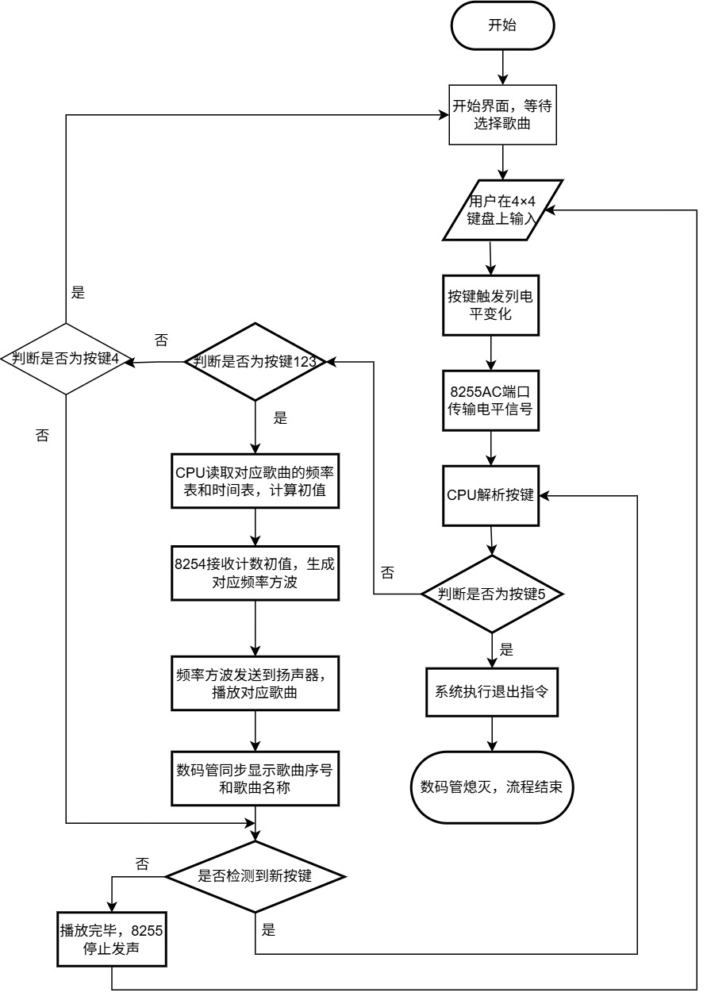 开始
开始界面，等待
选择歌曲
用户在4×4
键盘上输入
按键触发列电
平变化
8255AC端口
传输电平信号
CPU解析按键
判断是否为按键5
是
系统执行退出指令
数码管熄灭，流程结束
否
判断是否为按键123
否
判断是否为按键4
是
否
是
CPU读取对应歌曲的频率
表和时间表，计算初值
8254接收计数初值，生成
对应频率方波
频率方波发送到扬声器，
播放对应歌曲
数码管同步显示歌曲序号
和歌曲名称
是否检测到新按键
否
是
播放完毕，8255
停止发声